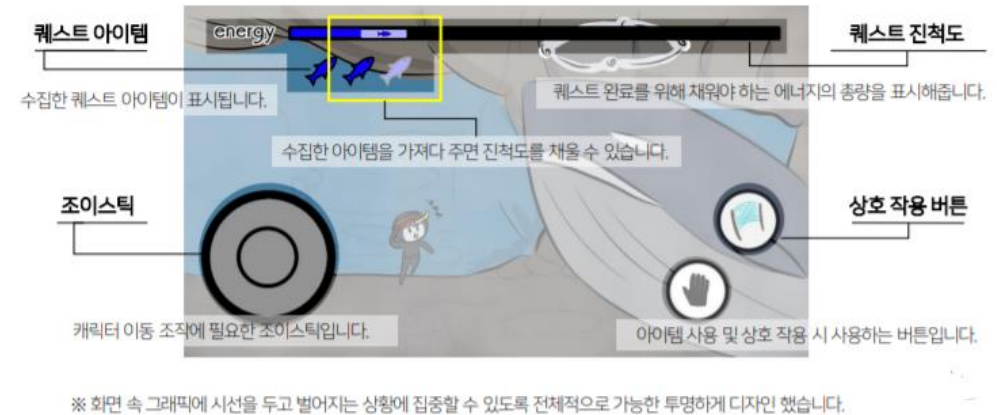 퀘스트 아이템
energy
퀘스트 진척도
수집한 퀘스트 아이템이 표시됩니다.
퀘스트 완료를 위해 채워야 하는 에너지의 총량을 표시해줍니다.
수집한 아이템을 가져다 주면 진척도를 채울 수 있습니다.
조이스틱
상호 작용 버튼
캐릭터 이동 조작에 필요한 조이스틱입니다.
아이템 사용 및 상호 작용 시 사용하는 버튼입니다.
※ 화면 속 그래픽에 시선을 두고 벌어지는 상황에 집중할 수 있도록 전체적으로 가능한 투명하게 디자인 했습니다.